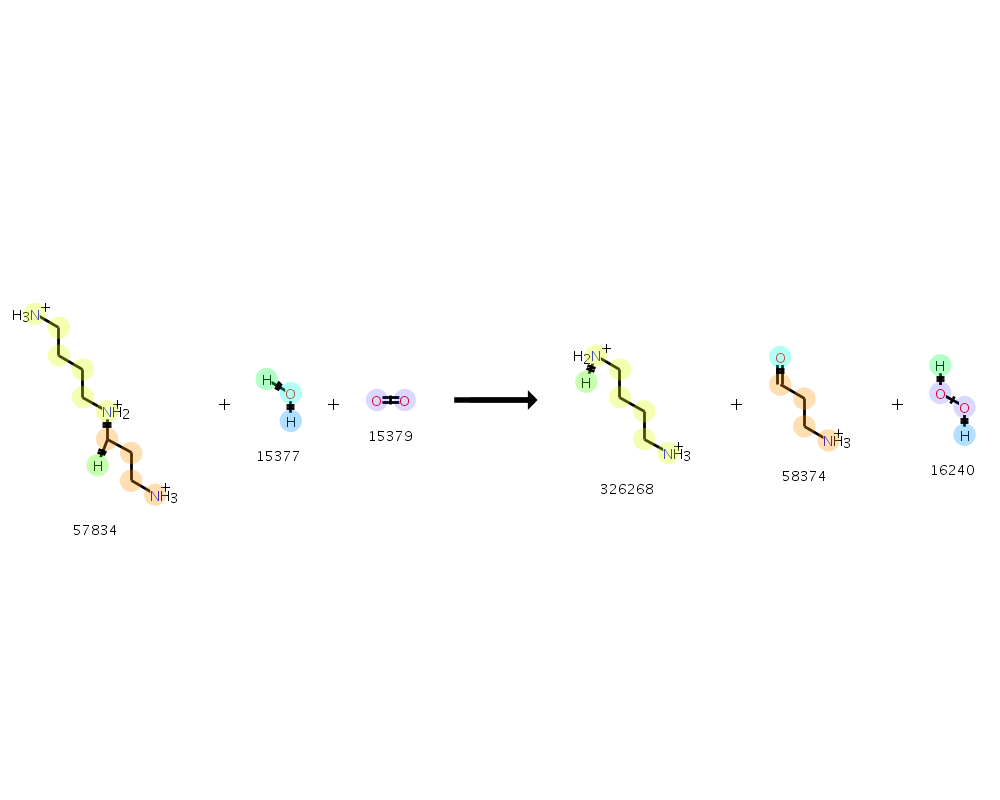 H3N+
NH2+
H
NH3+
57834
+
H
O
H
15377
+
O O
15379
H2N+
H
NH3+
326268
+
O
NH3+
58374
+
H
O
O
H
16240